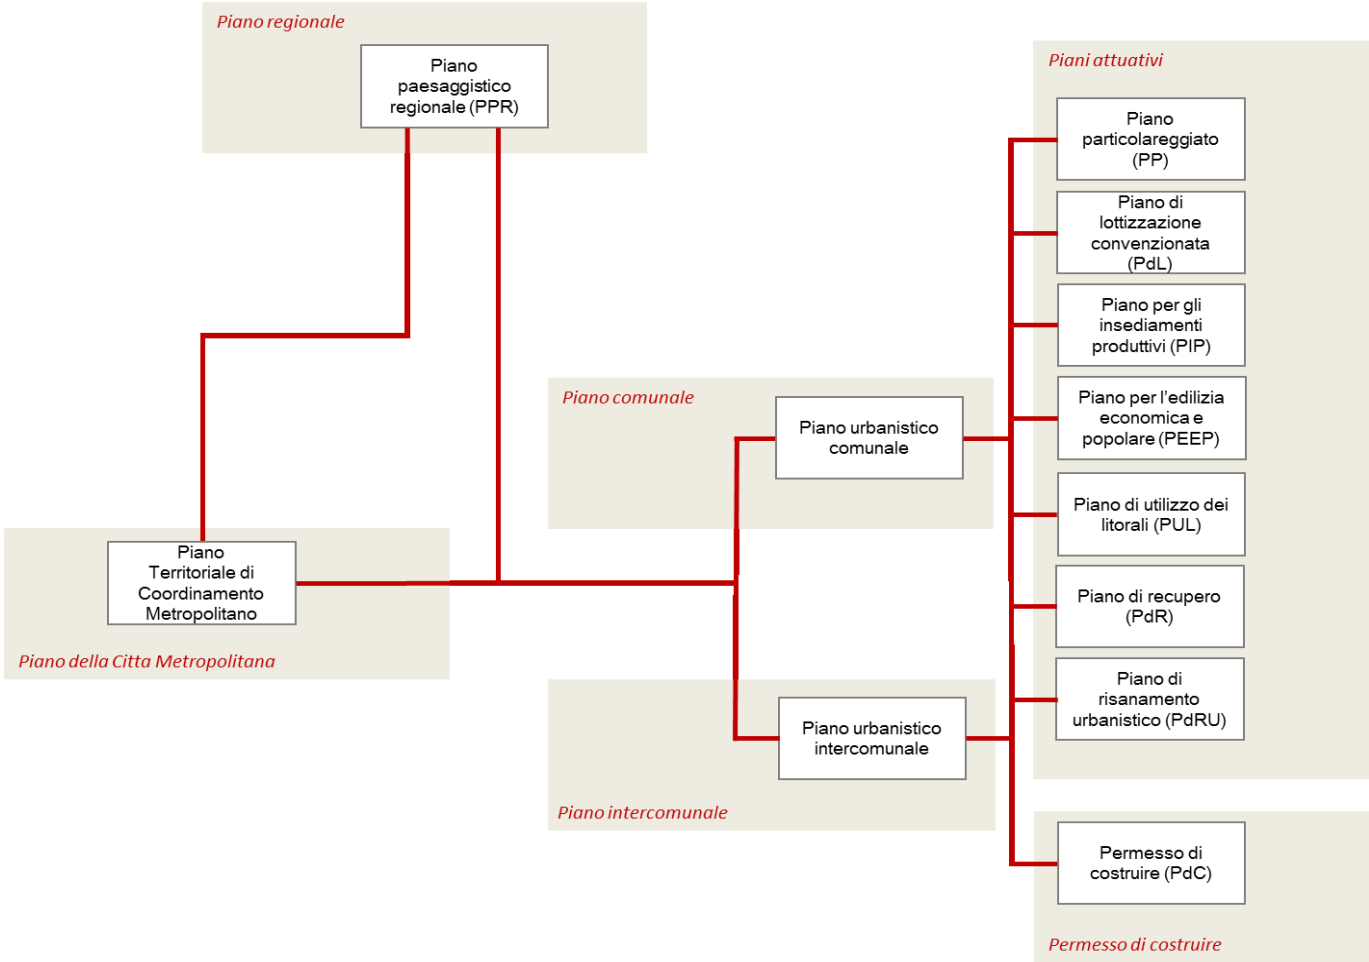 Piano regionale
Piano
paesaggistico
regionale (PPR)
Piani attuativi
Piano
particolareggiato
(PP)
Piano di
lottizzazione
convenzionata
(PdL)
Piano per gli
insediamenti
produttivi (PIP)
Piano per l’edilizia
economica e
popolare (PEEP)
Piano di utilizzo dei
litorali (PUL)
Piano di recupero
(PdR)
Piano di
risanamento
urbanistico (PdRU)
Piano comunale
Piano urbanistico
comunale
Piano
Territoriale di
Coordinamento
Metropolitano
Piano della Citta Metropolitana
Piano urbanistico
intercomunale
Piano intercomunale
Permesso di
costruire (PdC)
Permesso di costruire